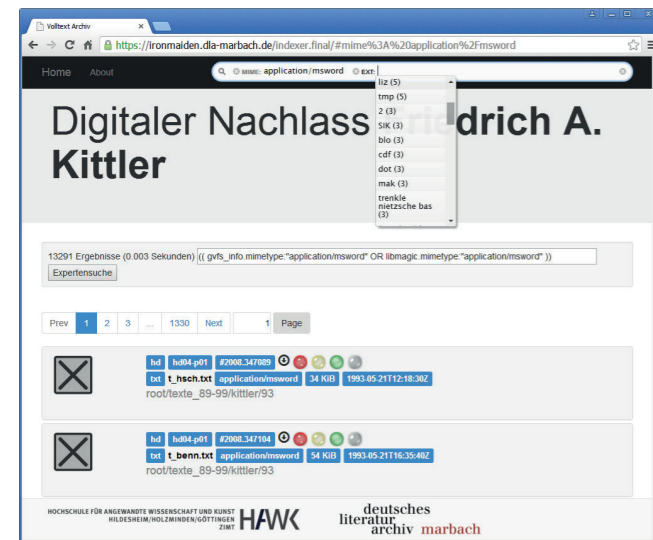 Volltext Archiv
https://ironmaiden.dla-marbach.de/indexer.final/#mime%3A%20application%2Fmsword
Home About MIME: application/msword EXT:
liz (5)
tmp (5)
2 (3)
SIK (3)
blo (3)
cdf (3)
dot (3)
mak (3)
trenkle
nietzsche bas
(3)
Digitaler Nachlass Friedrich A.
Kittler
13291 Ergebnisse (0.003 Sekunden) (( gvfs_info.mimetype:"application/msword" OR libmagic.mimetype:"application/msword" ))
Expertensuche
Prev 1 2 3 ... 1330 Next 1 Page
hd hd04-p01 #2008.347089
txt t_hsch.txt application/msword 34 KiB 1993-05-21T12:18:30Z
root/texte_89-99/kittler/93
hd hd04-p01 #2008.347104
txt t_benn.txt application/msword 54 KiB 1993-05-21T16:35:40Z
root/texte_89-99/kittler/93
HOCHSCHULE FÜR ANGEWANDTE WISSENSCHAFT UND KUNST
HILDESHEIM/HOLZMINDEN/GÖTTINGEN
ZIMT
HAWK
deutsches
literatur
archiv marbach